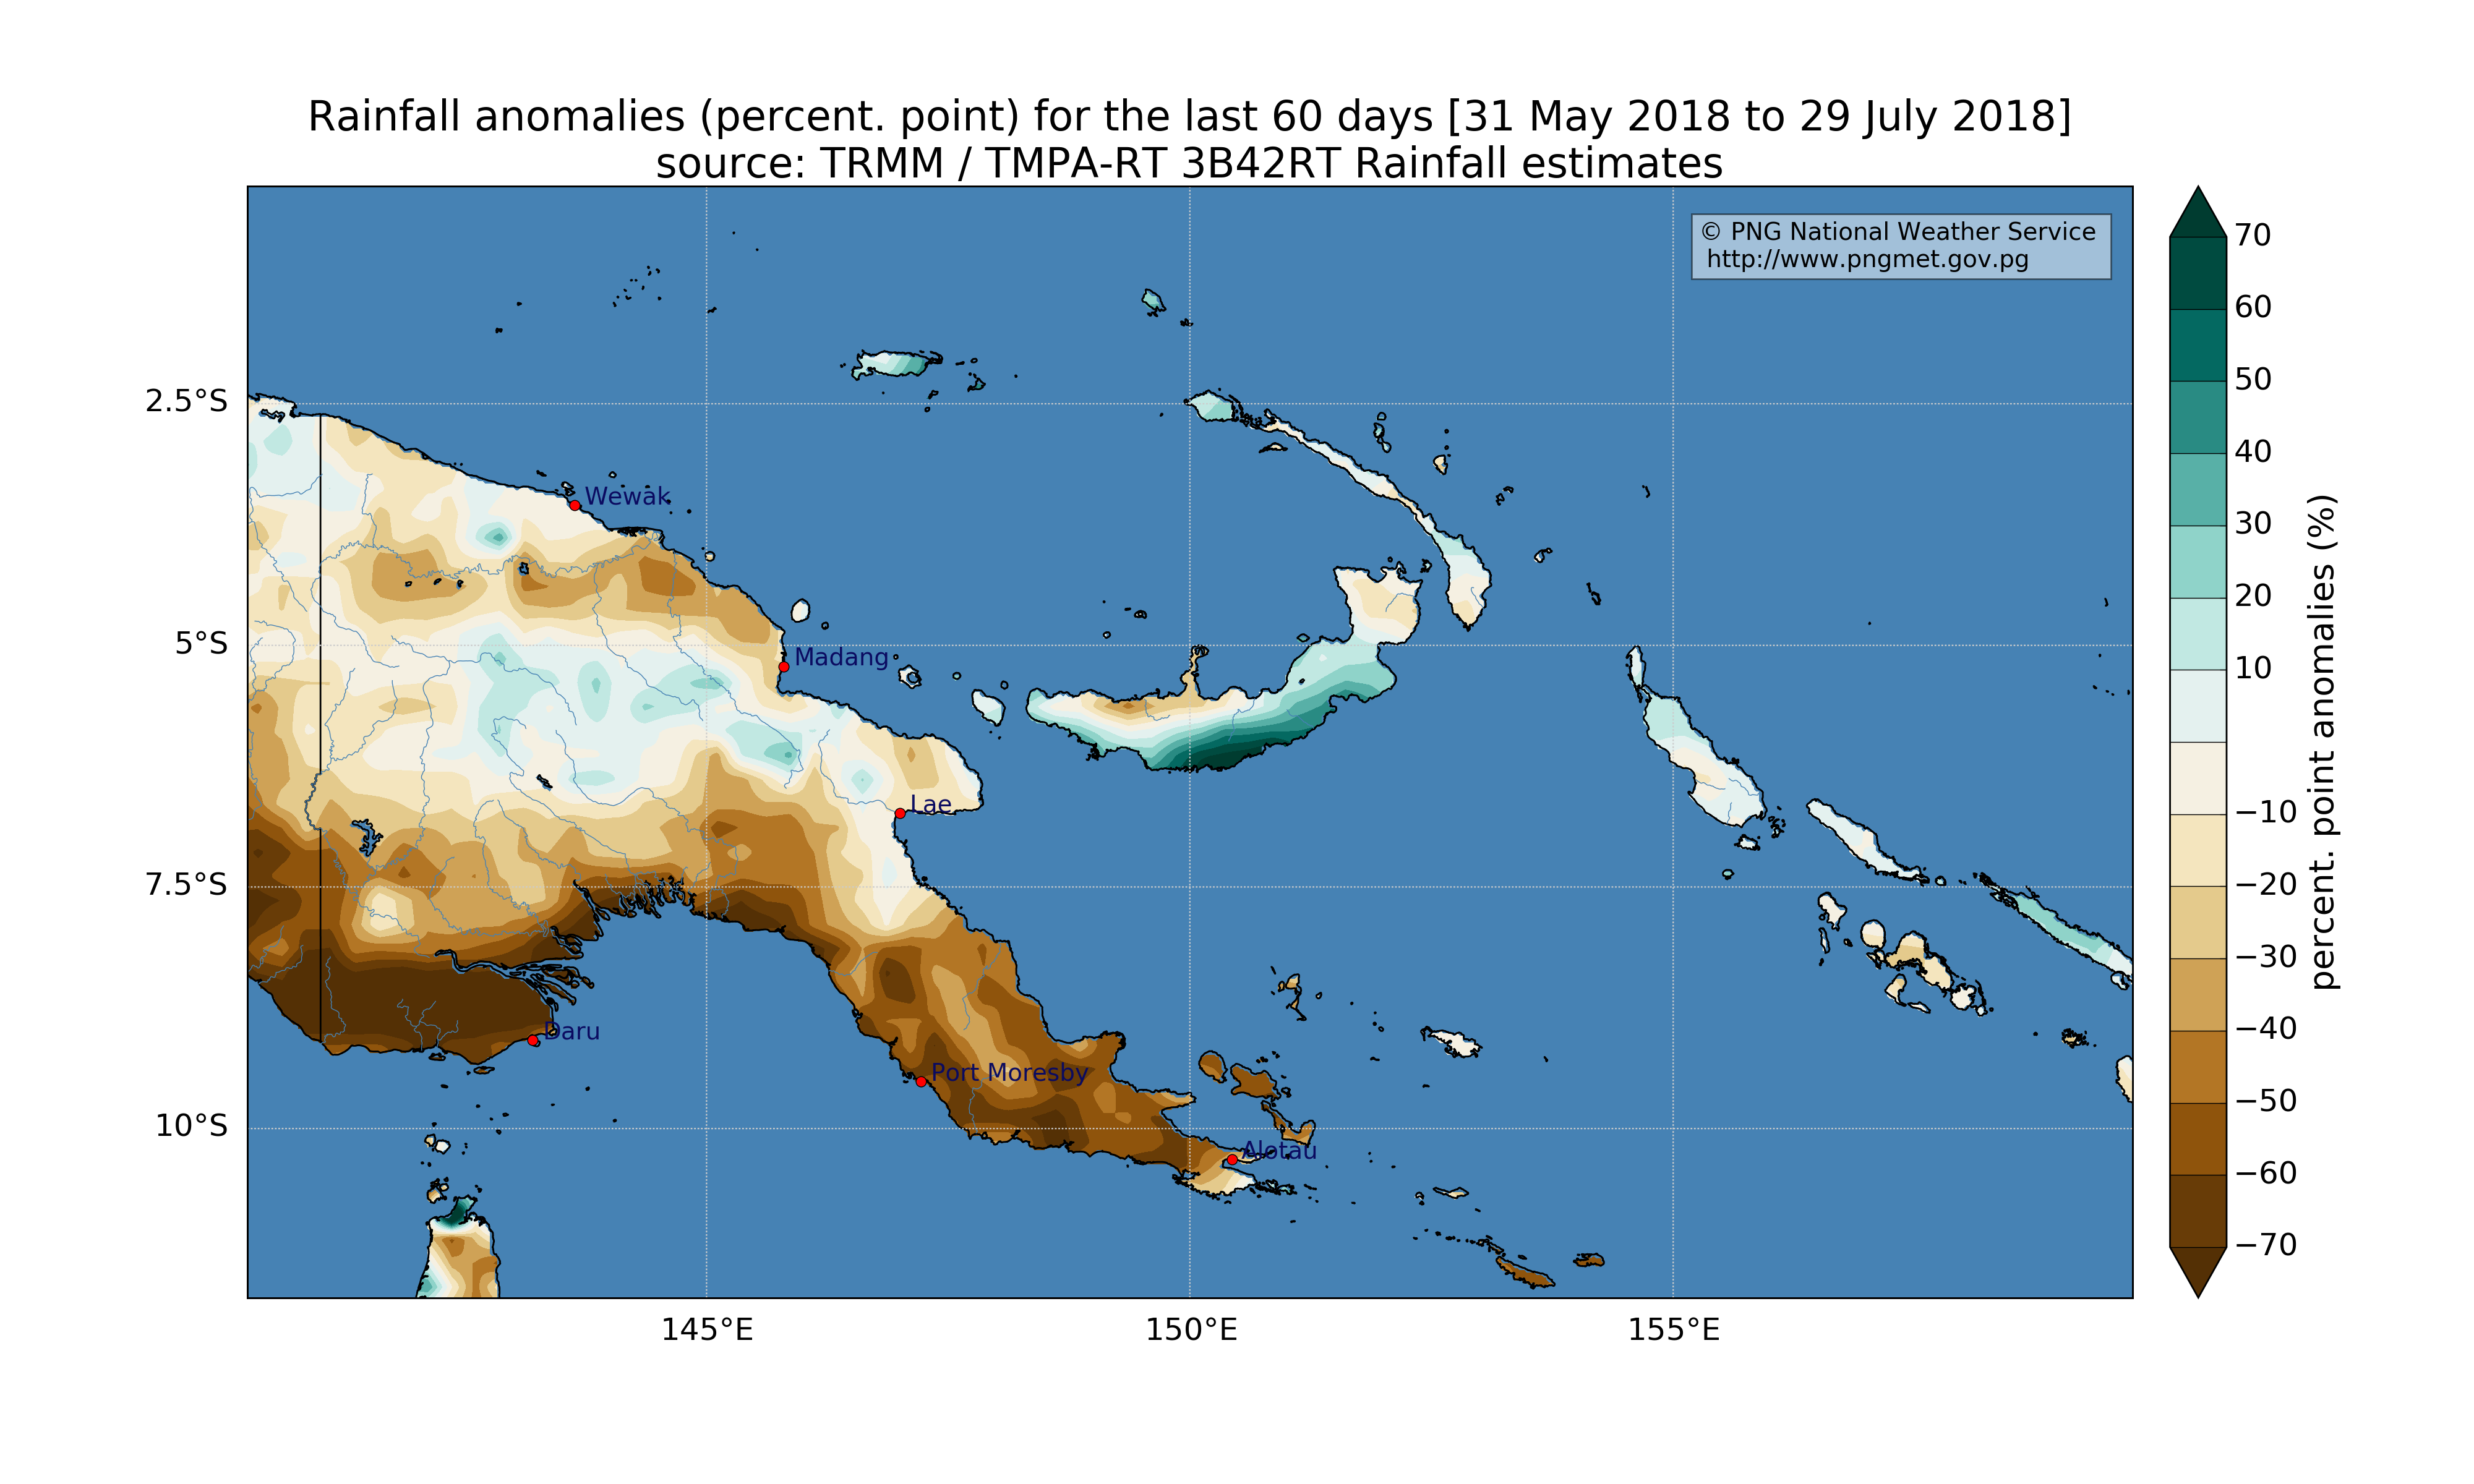 Rainfall anomalies (percent. point) for the last 60 days [31 May 2018 to 29 July 2018]
source: TRMM / TMPA-RT 3B42RT Rainfall estimates
© PNG National Weather Service
http://www.pngmet.gov.pg
2.5°S
5°S
7.5°S
10°S
Wewak
Madang
Lae
Daru
Port Moresby
Alotau
145°E
150°E
155°E
70
60
50
40
30
20
10
−10
−20
−30
−40
−50
−60
−70
percent. point anomalies (%)